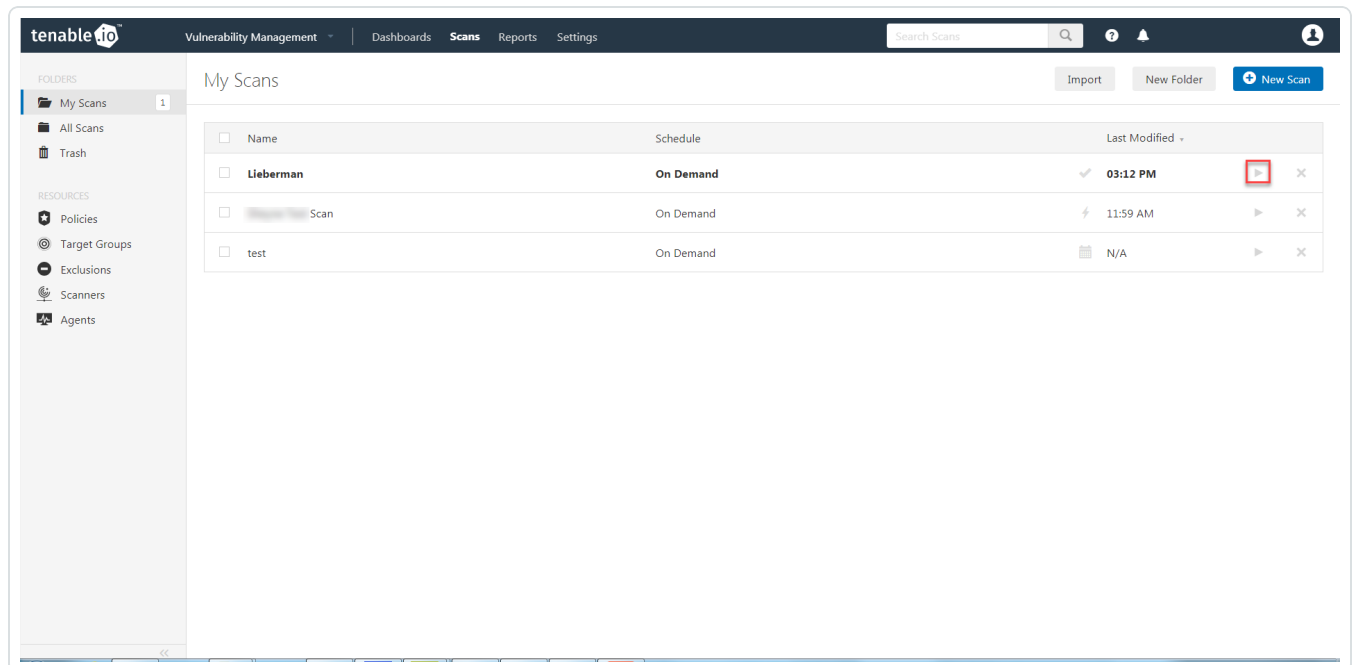 tenable.io™ Vulnerability Management Dashboards Scans Reports Settings Search Scans
FOLDERS
My Scans 1
All Scans
Trash
RESOURCES
Policies
Target Groups
Exclusions
Scanners
Agents
My Scans Import New Folder New Scan
Name Schedule Last Modified
Lieberman On Demand 03:12 PM
Scan On Demand 11:59 AM
test On Demand N/A